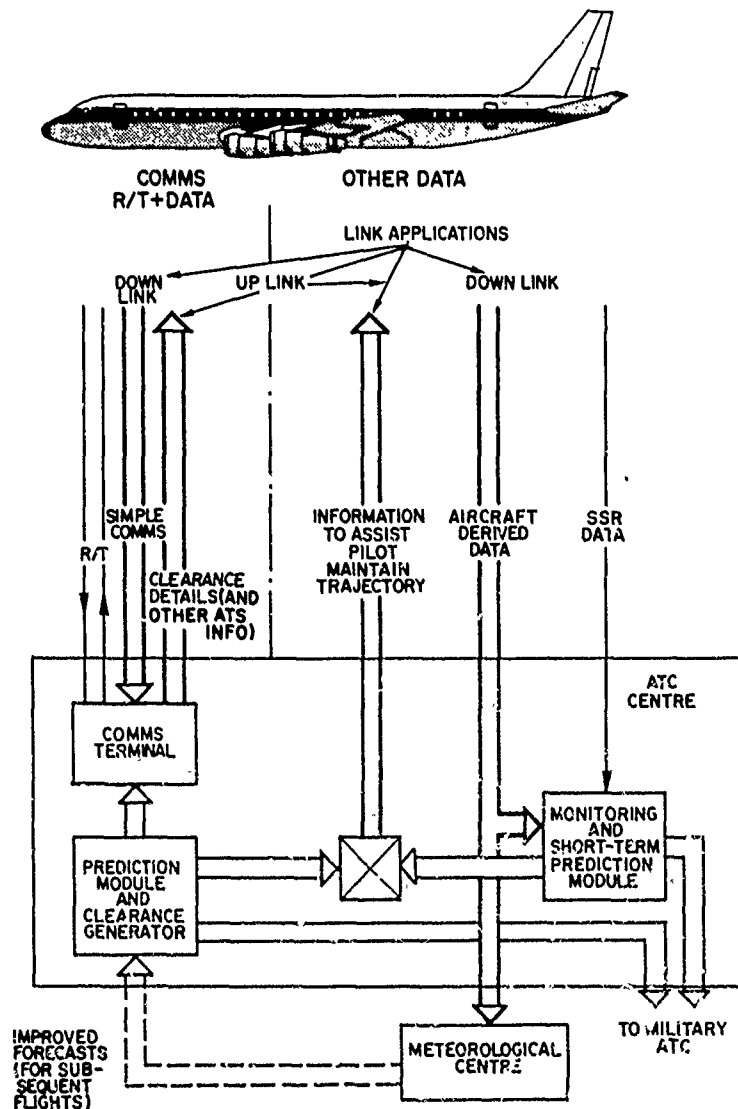 COMMS
R/T+DATA
OTHER DATA
LINK APPLICATIONS
DOWN
LINK
UP LINK
DOWN LINK
R/T
SIMPLE
COMMS
CLEARANCE
DETAILS(AND
OTHER ATS
INFO)
INFORMATION
TO ASSIST
PILOT
MAINTAIN
TRAJECTORY
AIRCRAFT
DERIVED
DATA
SSR
DATA
ATC
CENTRE
COMMS
TERMINAL
PREDICTION
MODULE
AND
CLEARANCE
GENERATOR
MONITORING
AND
SHORT-TERM
PREDICTION
MODULE
TO MILITARY
ATC
METEOROLOGICAL
CENTRE
IMPROVED
FORECASTS
(FOR SUB-
SEQUENT
FLIGHTS)